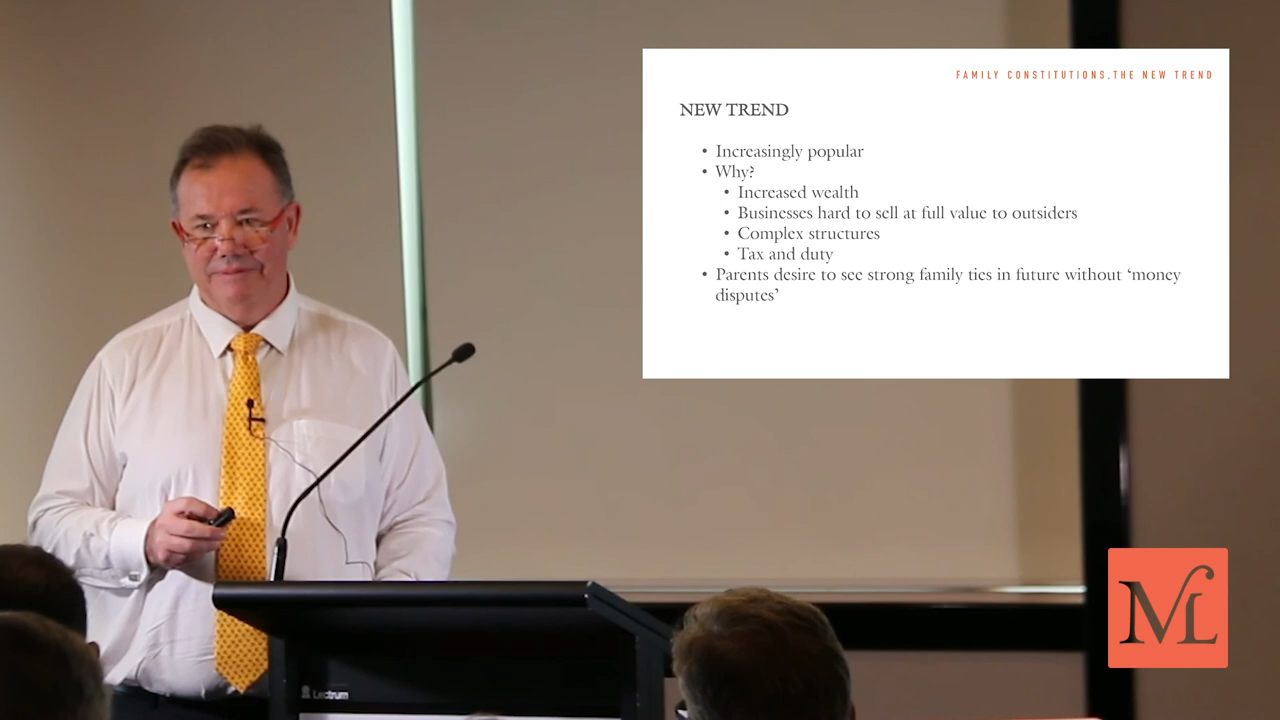 FAMILY CONSTITUTIONS.THE NEW TREND
NEW TREND
• Increasingly popular
• Why?
• Increased wealth
• Businesses hard to sell at full value to outsiders
• Complex structures
• Tax and duty
• Parents desire to see strong family ties in future without ‘money
disputes’
ML
Lectrum